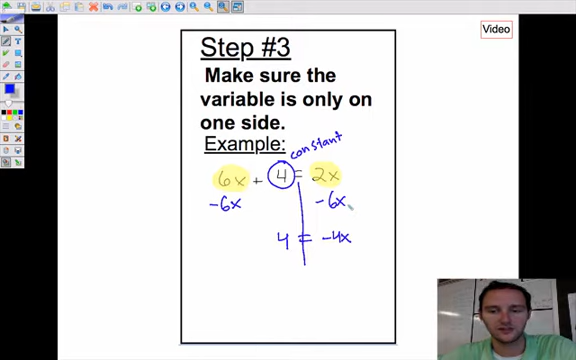 Video
Step #3
Make sure the
variable is only on
one side.
Example:
constant
6x + 4 = 2x
-6x -6x
4 = -4x